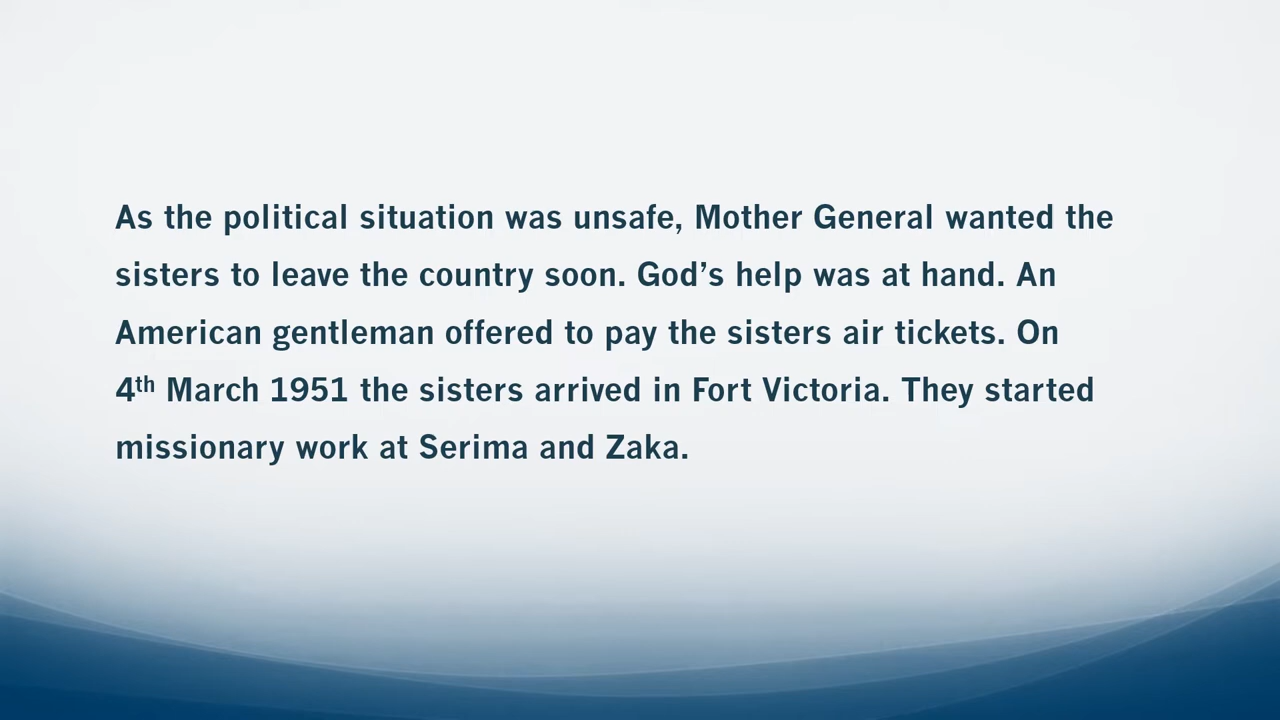 As the political situation was unsafe, Mother General wanted the
sisters to leave the country soon. God’s help was at hand. An
American gentleman offered to pay the sisters air tickets. On
4th March 1951 the sisters arrived in Fort Victoria. They started
missionary work at Serima and Zaka.